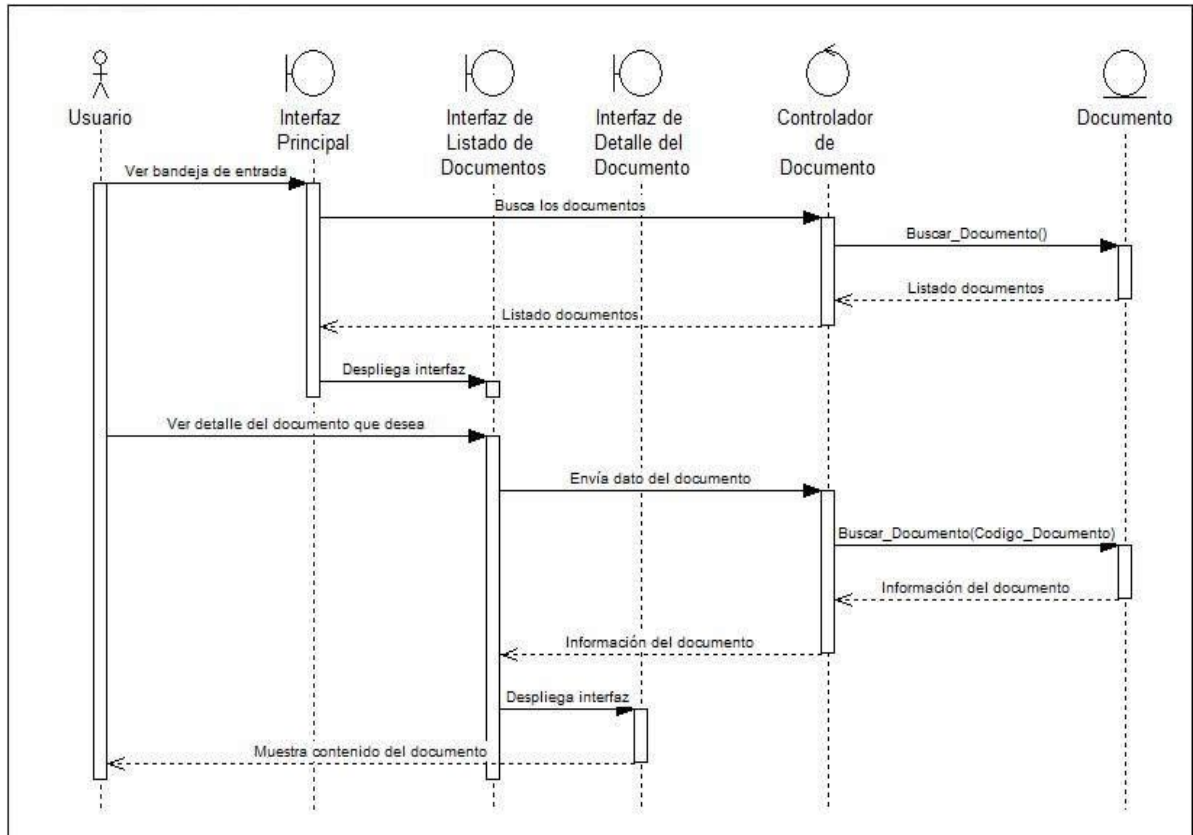 Usuario
Interfaz
Principal
Interfaz de
Listado de
Documentos
Interfaz de
Detalle del
Documento
Controlador
de
Documento
Documento
Ver bandeja de entrada
Busca los documentos
Buscar_Documento()
Listado documentos
Listado documentos
Despliega interfaz
Ver detalle del documento que desea
Envía dato del documento
Buscar_Documento(Codigo_Documento)
Información del documento
Información del documento
Despliega interfaz
Muestra contenido del documento